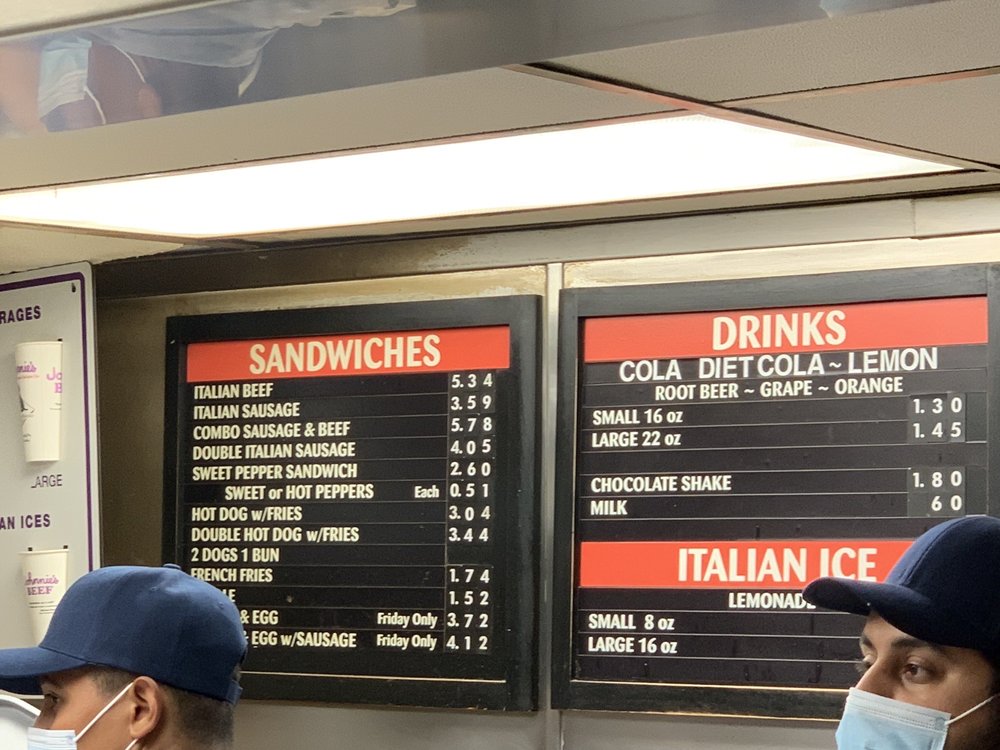 RAGES
ARGE
AN ICES
Johnnie's
BEEF
SANDWICHES
ITALIAN BEEF 5.34
ITALIAN SAUSAGE 3.59
COMBO SAUSAGE & BEEF 5.78
DOUBLE ITALIAN SAUSAGE 4.05
SWEET PEPPER SANDWICH 2.60
SWEET or HOT PEPPERS Each 0.51
HOT DOG w/FRIES 3.04
DOUBLE HOT DOG w/FRIES 3.44
2 DOGS 1 BUN
FRENCH FRIES 1.74
LE 1.52
& EGG Friday Only 3.72
& EGG w/SAUSAGE Friday Only 4.12
DRINKS
COLA DIET COLA ~ LEMON
ROOT BEER ~ GRAPE ~ ORANGE
SMALL 16 oz 1.30
LARGE 22 oz 1.45
CHOCOLATE SHAKE 1.80
MILK 60
ITALIAN ICE
LEMONADE
SMALL 8 oz
LARGE 16 oz